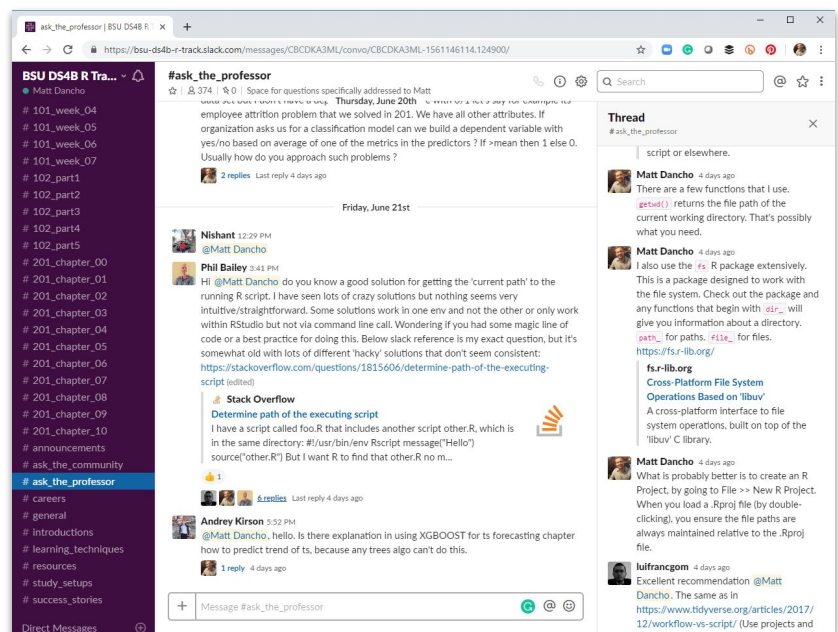 ask_the_professor | BSU DS4B R T
https://bsu-ds4b-r-track.slack.com/messages/CBCDKA3ML/convo/CBCDKA3ML-1561146114.124900/
BSU DS4B R Tra...
Matt Dancho
# 101_week_04
# 101_week_05
# 101_week_06
# 101_week_07
# 102_part1
# 102_part2
# 102_part3
# 102_part4
# 102_part5
# 201_chapter_00
# 201_chapter_01
# 201_chapter_02
# 201_chapter_03
# 201_chapter_04
# 201_chapter_05
# 201_chapter_06
# 201_chapter_07
# 201_chapter_08
# 201_chapter_09
# 201_chapter_10
# announcements
# ask_the_community
# ask_the_professor
# careers
# general
# introductions
# learning_techniques
# resources
# study_setups
# success_stories
Direct Messages
#ask_the_professor
374 | 0 | Space for questions specifically addressed to Matt
Search
Thursday, June 20th
employee attrition problem that we solved in 201. We have all other attributes. If
organization asks us for a classification model can we build a dependent variable with
yes/no based on average of one of the metrics in the predictors ? If >mean then 1 else 0.
Usually how do you approach such problems ?
2 replies Last reply 4 days ago
Friday, June 21st
Nishant 12:29 PM
@Matt Dancho
Phil Bailey 3:41 PM
Hi @Matt Dancho do you know a good solution for getting the 'current path' to the
running R script. I have seen lots of crazy solutions but nothing seems very
intuitive/straightforward. Some solutions work in one env and not the other or only work
within RStudio but not via command line call. Wondering if you had some magic line of
code or a best practice for doing this. Below slack reference is my exact question, but it's
somewhat old with lots of different 'hacky' solutions that don't seem consistent:
https://stackoverflow.com/questions/1815606/determine-path-of-the-executing-
script (edited)
Stack Overflow
Determine path of the executing script
I have a script called foo.R that includes another script other.R, which is
in the same directory: #!/usr/bin/env Rscript message("Hello")
source("other.R") But I want R to find that other.R no m...
1
6 replies Last reply 4 days ago
Andrey Kirson 5:52 PM
@Matt Dancho, hello. Is there explanation in using XGBOOST for ts forecasting chapter
how to predict trend of ts, because any trees algo can't do this.
1 reply 4 days ago
Message #ask_the_professor
Thread
#ask_the_professor
script or elsewhere.
Matt Dancho 4 days ago
There are a few functions that I use.
getwd() returns the file path of the
current working directory. That's possibly
what you need.
Matt Dancho 4 days ago
I also use the fs R package extensively.
This is a package designed to work with
the file system. Check out the package and
any functions that begin with dir_ will
give you information about a directory.
path_ for paths. file_ for files.
https://fs.r-lib.org/
fs.r-lib.org
Cross-Platform File System
Operations Based on 'libuv'
A cross-platform interface to file
system operations, built on top of the
'libuv' C library.
Matt Dancho 4 days ago
What is probably better is to create an R
Project, by going to File >> New R Project.
When you load a .Rproj file (by double-
clicking), you ensure the file paths are
always maintained relative to the .Rproj
file.
luifrancgom 4 days ago
Excellent recommendation @Matt
Dancho. The same as in
https://www.tidyverse.org/articles/2017/
12/workflow-vs-script/ (Use projects and